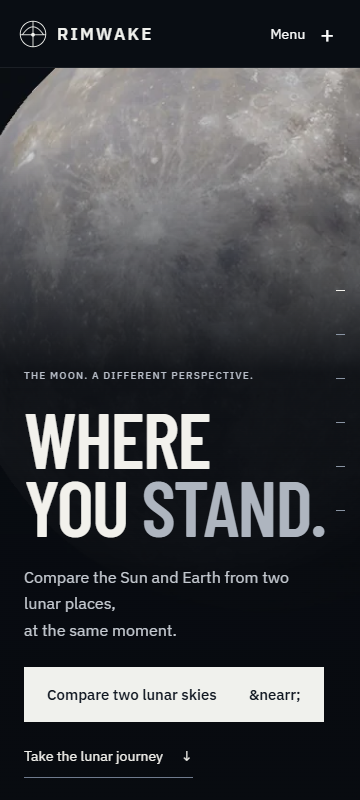 RIMWAKE
Menu +
THE MOON. A DIFFERENT PERSPECTIVE.
WHERE
YOU STAND.
Compare the Sun and Earth from two
lunar places,
at the same moment.
Compare two lunar skies &nearr;
Take the lunar journey ↓